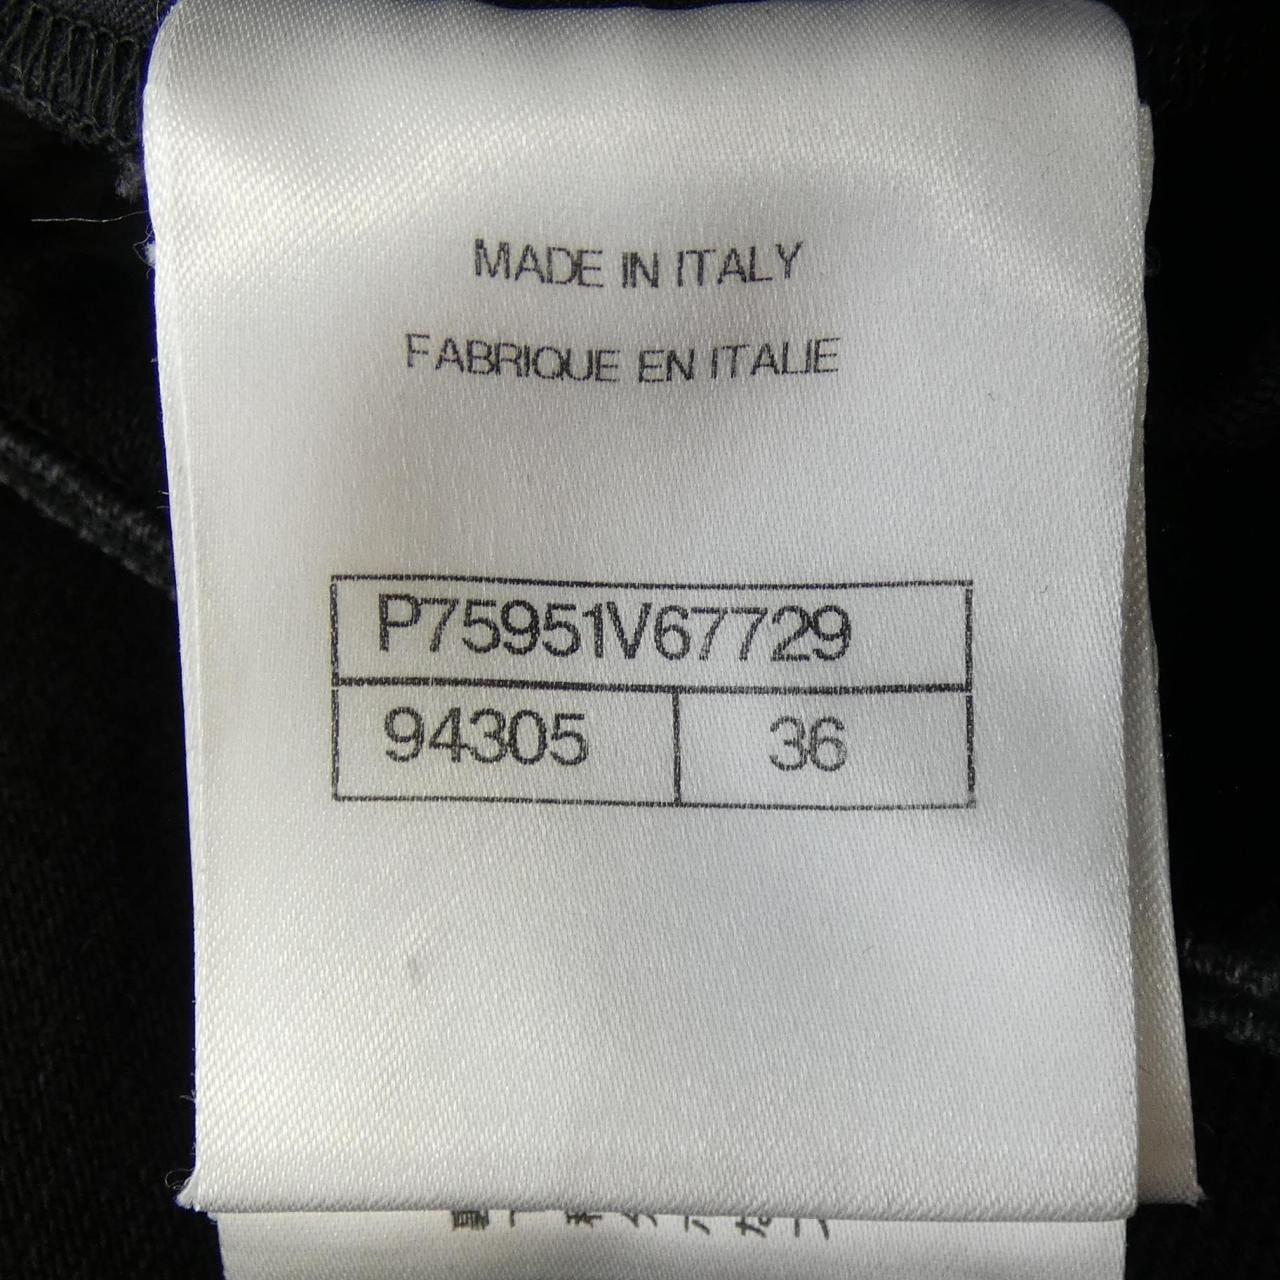 MADE IN ITALY
FABRIQUE EN ITALIE
P75951V67729
94305 36